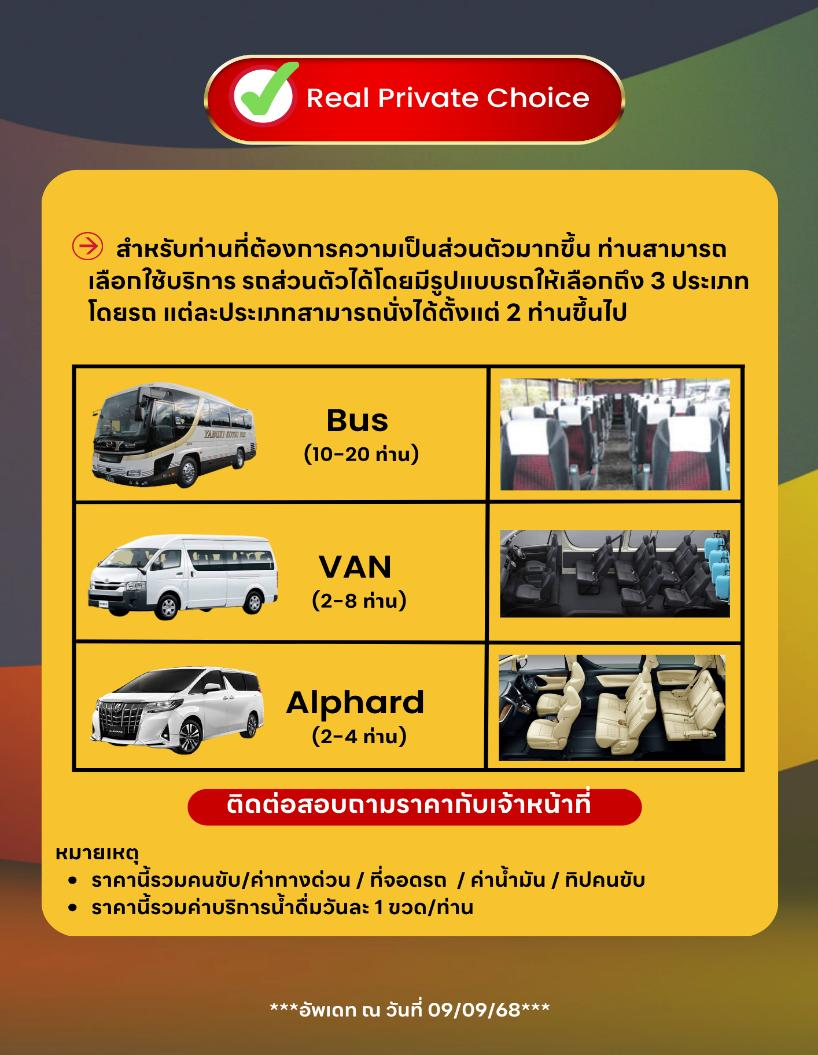 Real Private Choice
สำหรับท่านที่ต้องการความเป็นส่วนตัวมากขึ้น ท่านสามารถ
เลือกใช้บริการ รถส่วนตัวได้โดยมีรูปแบบรถให้เลือกถึง 3 ประเภท
โดยรถ แต่ละประเภทสามารถนั่งได้ตั้งแต่ 2 ท่านขึ้นไป
Bus
(10-20 ท่าน)
VAN
(2-8 ท่าน)
Alphard
(2-4 ท่าน)
ติดต่อสอบถามราคากับเจ้าหน้าที่
หมายเหตุ
• ราคานี้รวมคนขับ/ค่าทางด่วน / ที่จอดรถ / ค่าน้ำมัน / ทิปคนขับ
• ราคานี้รวมค่าบริการน้ำดื่มวันละ 1 ขวด/ท่าน
***อัพเดท ณ วันที่ 09/09/68***